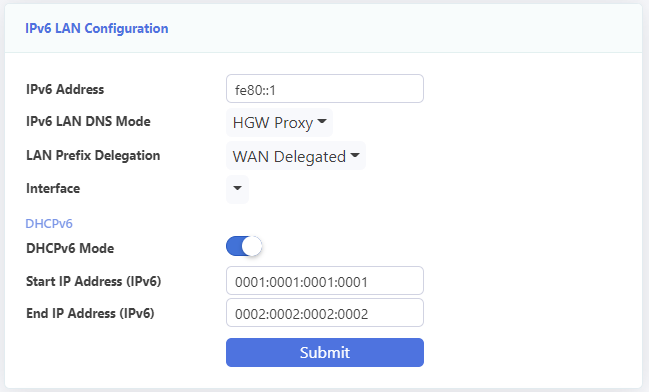 IPv6 LAN Configuration
IPv6 Address fe80::1
IPv6 LAN DNS Mode HGW Proxy
LAN Prefix Delegation WAN Delegated
Interface
DHCPv6
DHCPv6 Mode
Start IP Address (IPv6) 0001:0001:0001:0001
End IP Address (IPv6) 0002:0002:0002:0002
Submit